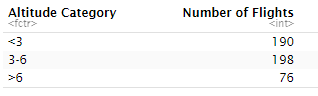 Altitude Category Number of Flights
<fctr> <int>
<3 190
3-6 198
>6 76